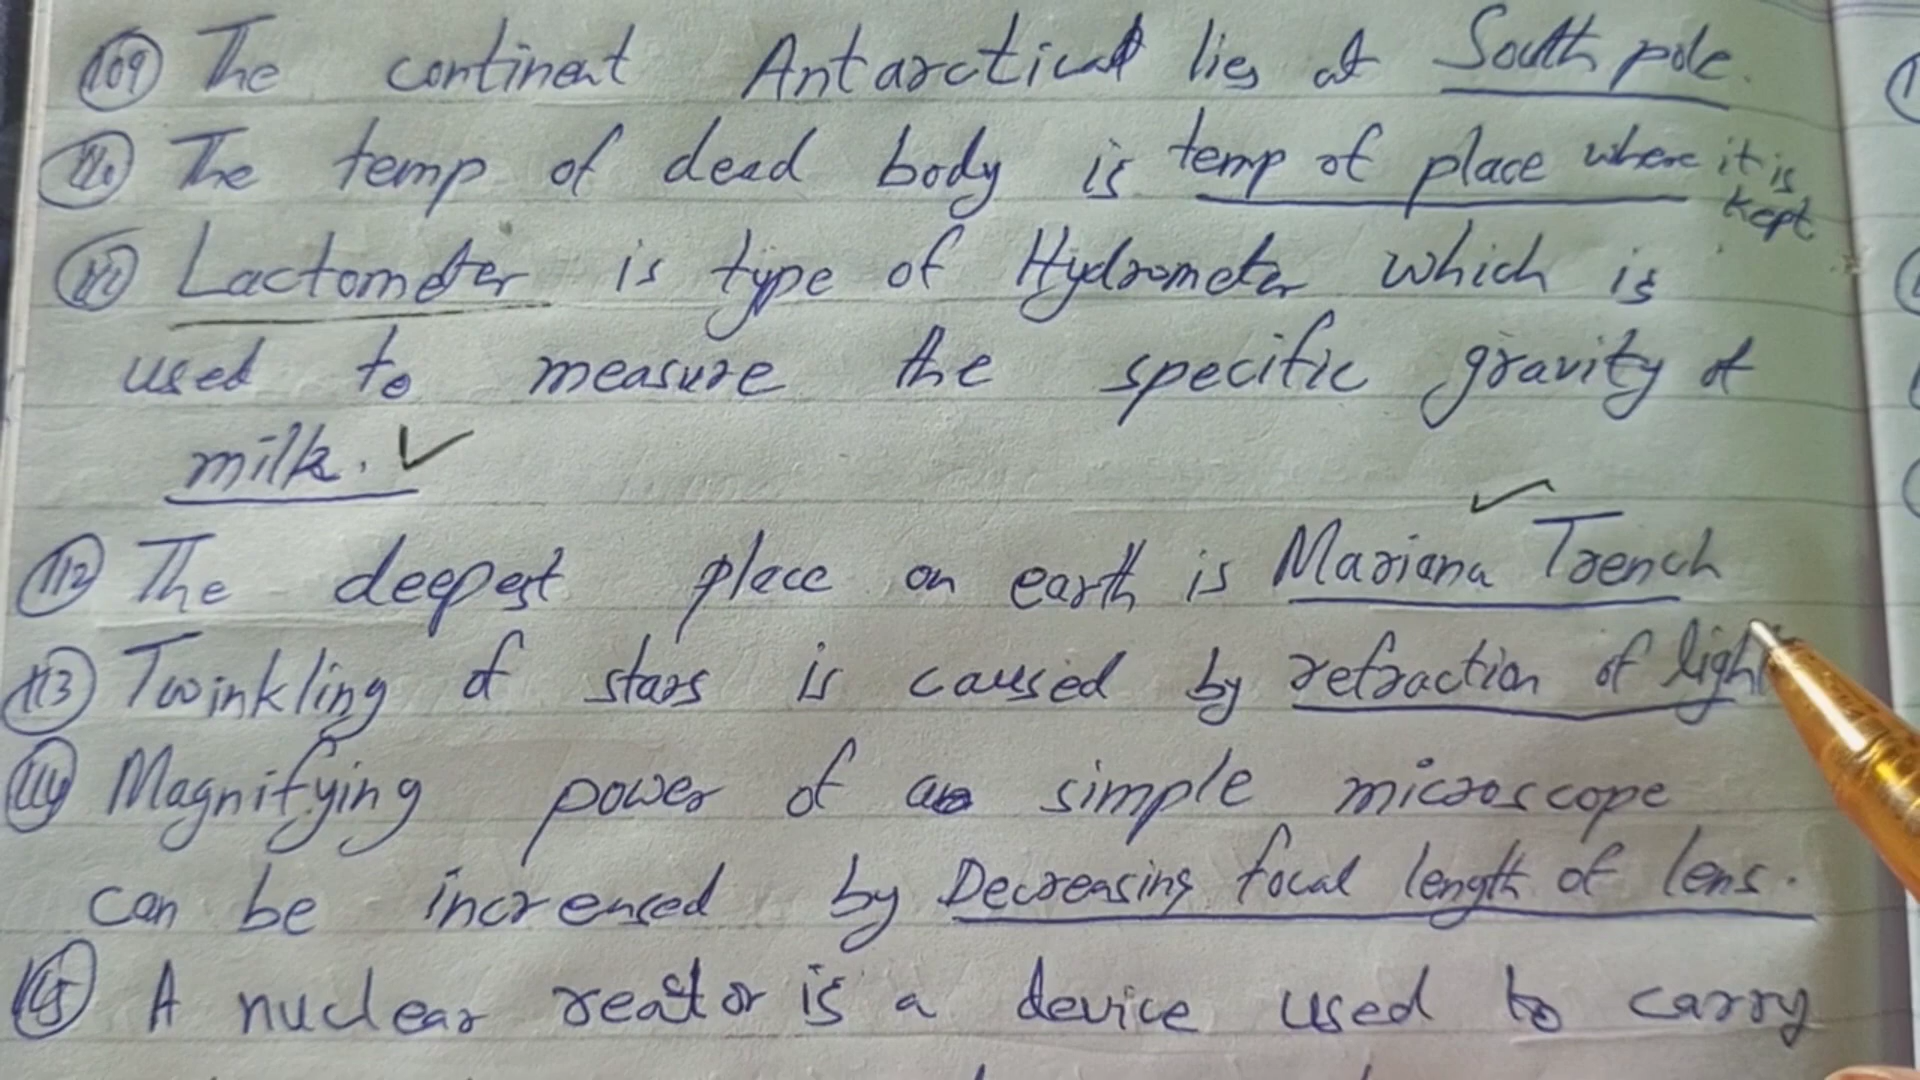 109 The continent Antarctica lies at South pole.
110 The temp of dead body is temp of place where it is
kept
111 Lactometer is type of Hydrometer which is
used to measure the specific gravity of
milk.
112 The deepest place on earth is Mariana Trench
113 Twinkling of stars is caused by refraction of light
114 Magnifying power of a simple microscope
can be increased by Decreasing focal length of lens.
115 A nuclear reactor is a device used to carry